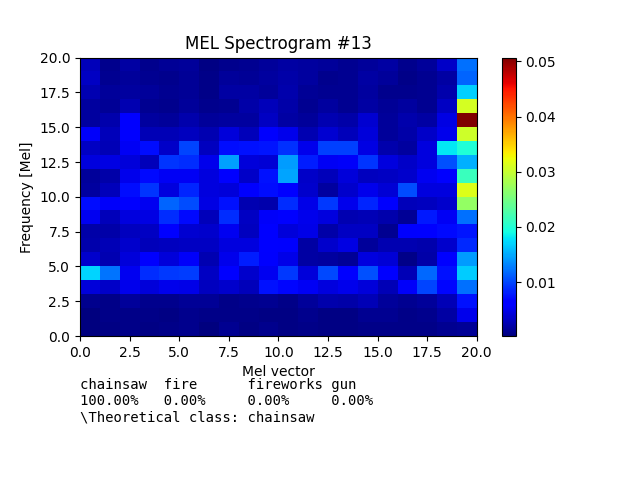 MEL Spectrogram #13
Frequency [Mel]
20.0
17.5
15.0
12.5
10.0
7.5
5.0
2.5
0.0
0.0 2.5 5.0 7.5 10.0 12.5 15.0 17.5 20.0
Mel vector
0.05
0.04
0.03
0.02
0.01
chainsaw fire fireworks gun
100.00% 0.00% 0.00% 0.00%
\Theoretical class: chainsaw